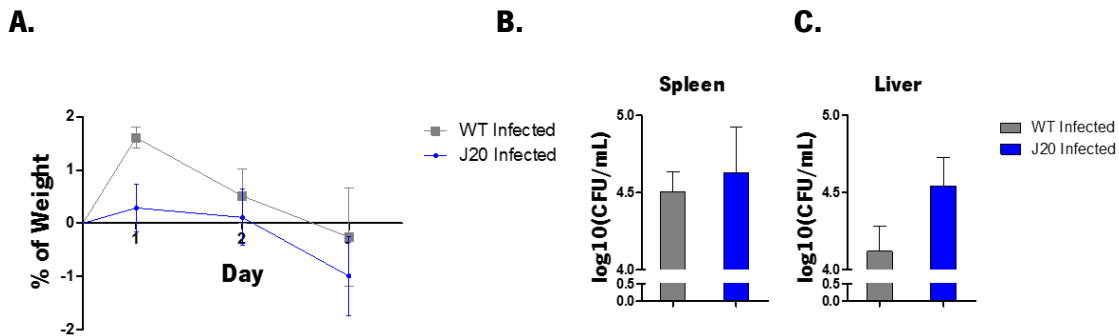 A.
B.
C.
Spleen
Liver
% of Weight
2
1
0
-1
-2
1
2
Day
WT Infected
J20 Infected
log10(CFU/mL)
5.0
4.5
4.0
0.5
0.0
log10(CFU/mL)
5.0
4.5
4.0
0.5
0.0
WT Infected
J20 Infected